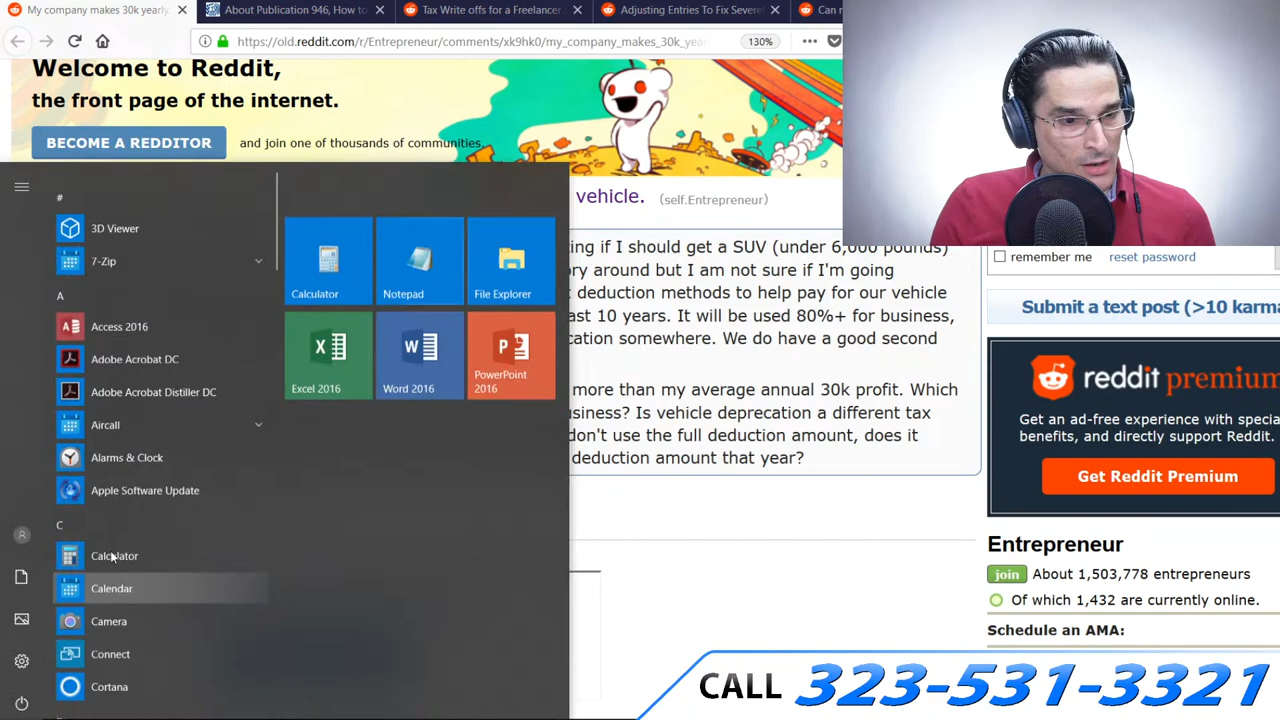 My company makes 30k yearly
About Publication 946, How to
Tax Write offs for a Freelancer
Adjusting Entries To Fix Severe
Can
https://old.reddit.com/r/Entrepreneur/comments/xk9hk0/my_company_makes_30k_yea
130%
Welcome to Reddit,
the front page of the internet.
BECOME A REDDITOR
and join one of thousands of communities.
#
3D Viewer
7-Zip
A
Access 2016
Adobe Acrobat DC
Adobe Acrobat Distiller DC
Aircall
Alarms & Clock
Apple Software Update
C
Calculator
Calendar
Camera
Connect
Cortana
Calculator
Notepad
File Explorer
Excel 2016
Word 2016
PowerPoint
2016
vehicle. (self.Entrepreneur)
if I should get a SUV (under 6,000 pounds)
around but I am not sure if I'm going
deduction methods to help pay for our vehicle
10 years. It will be used 80%+ for business,
somewhere. We do have a good second
more than my average annual 30k profit. Which
Is vehicle deprecation a different tax
don't use the full deduction amount, does it
deduction amount that year?
remember me
reset password
Submit a text post (>10 karma
reddit premium
Get an ad-free experience with specia
benefits, and directly support Reddit.
Get Reddit Premium
Entrepreneur
join
About 1,503,778 entrepreneurs
Of which 1,432 are currently online.
Schedule an AMA:
CALL 323-531-3321